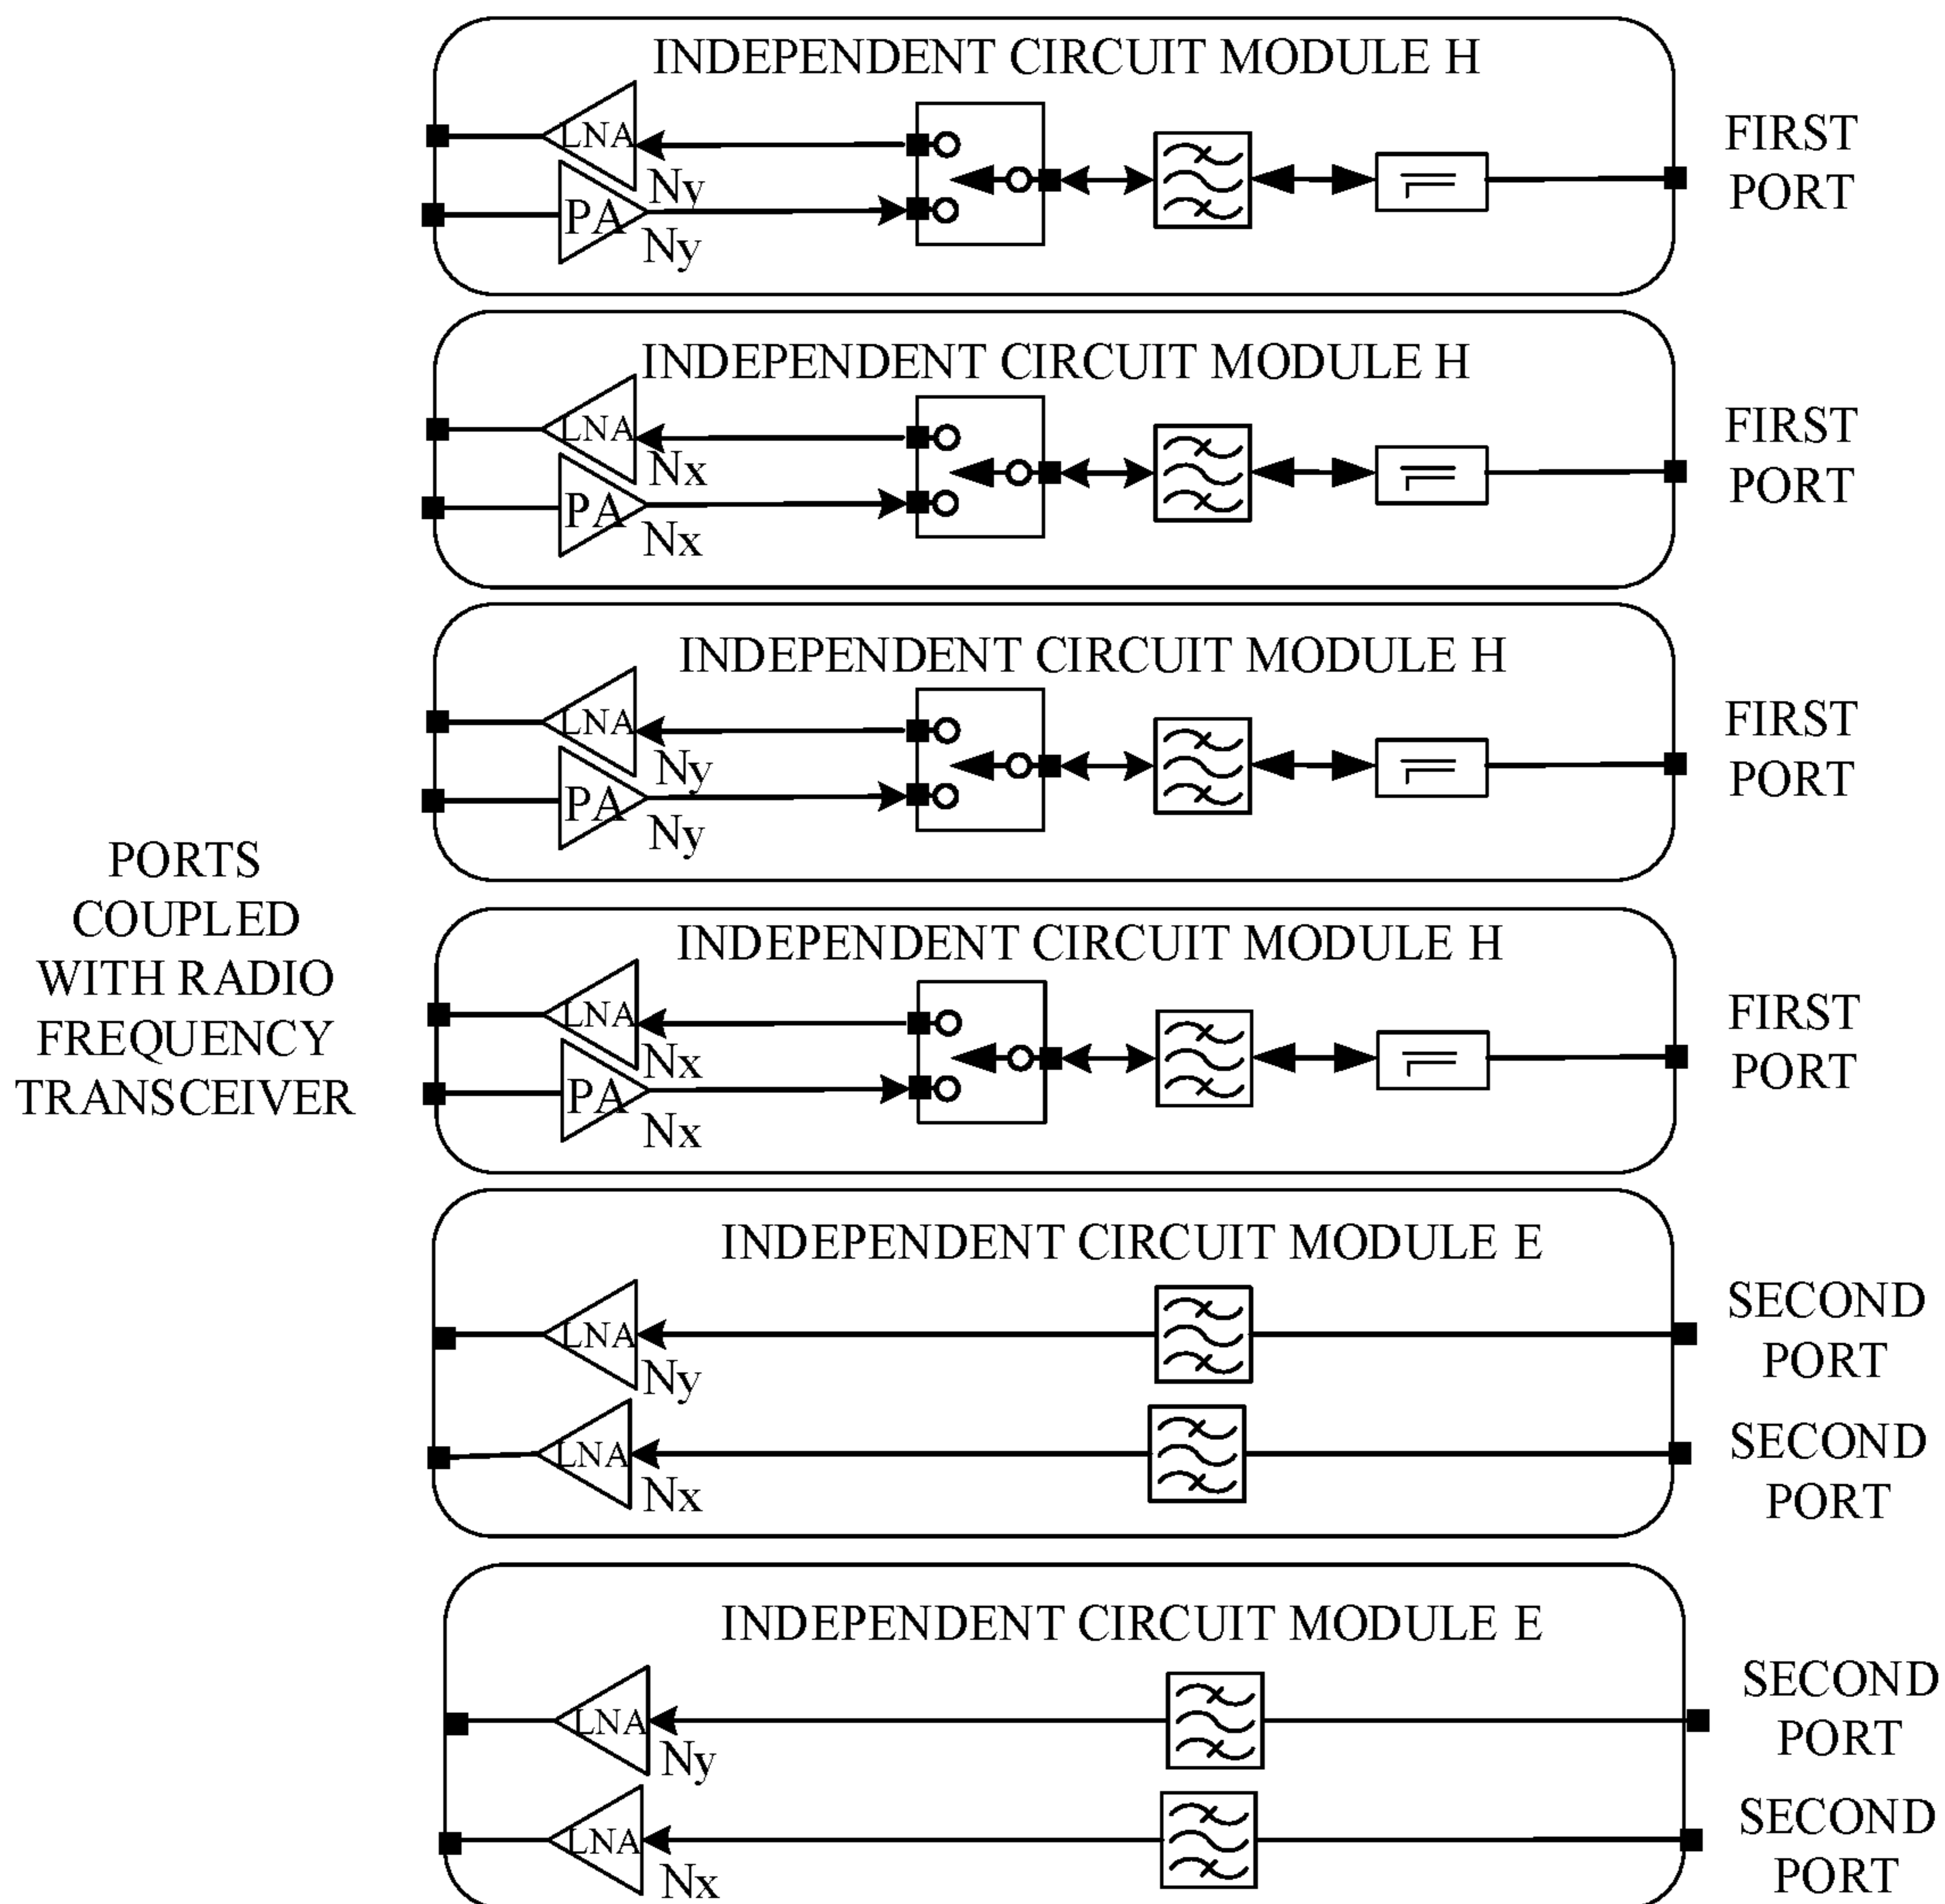 INDEPENDENT CIRCUIT MODULE H
LNA
Ny
PA
Ny
FIRST
PORT
INDEPENDENT CIRCUIT MODULE H
LNA
Nx
PA
Nx
FIRST
PORT
INDEPENDENT CIRCUIT MODULE H
LNA
Ny
PA
Ny
FIRST
PORT
PORTS
COUPLED
WITH RADIO
FREQUENCY
TRANSCEIVER
INDEPENDENT CIRCUIT MODULE H
LNA
Nx
PA
Nx
FIRST
PORT
INDEPENDENT CIRCUIT MODULE E
LNA
Ny
SECOND
PORT
LNA
Nx
SECOND
PORT
INDEPENDENT CIRCUIT MODULE E
LNA
Ny
SECOND
PORT
LNA
Nx
SECOND
PORT